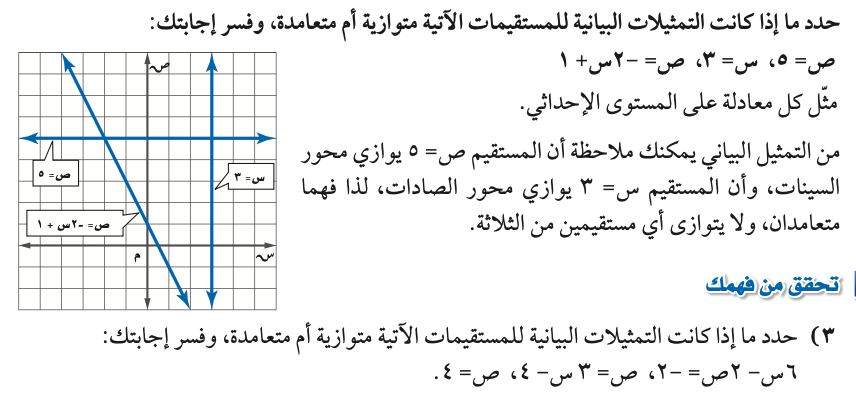 حدد ما إذا كانت التمثيلات البيانية للمستقيمات الآتية متوازية أم متعامدة، وفسر إجابتك:
ص= ٥، س= ٣، ص= -٢س+ ١
مثّل كل معادلة على المستوى الإحداثي.
من التمثيل البياني يمكنك ملاحظة أن المستقيم ص= ٥ يوازي محور
السينات، وأن المستقيم س= ٣ يوازي محور الصادات، لذا فهما
متعامدان، ولا يتوازى أي مستقيمين من الثلاثة.
ص
ص= ٥
س= ٣
ص= -٢س + ١
م
س
تحقق من فهمك
٣) حدد ما إذا كانت التمثيلات البيانية للمستقيمات الآتية متوازية أم متعامدة، وفسر إجابتك:
٦س- ٢ص= -٢، ص= ٣س- ٤، ص= ٤.